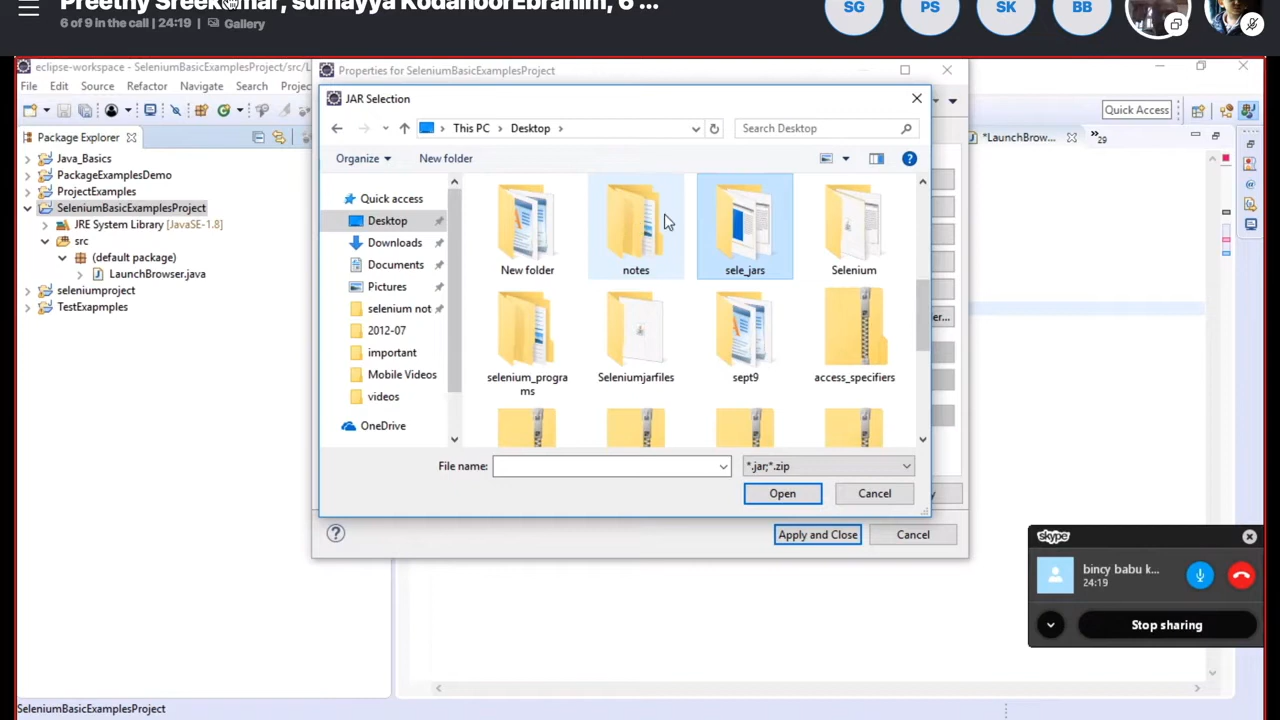 Preethy Sreekumar, sumayya KodanoorEbrahim, 6 ...
6 of 9 in the call | 24:19 | Gallery
SG
PS
SK
BB
eclipse-workspace - SeleniumBasicExamplesProject/src/L
Properties for SeleniumBasicExamplesProject
File Edit Source Refactor Navigate Search Projec
JAR Selection
Quick Access
Package Explorer
This PC > Desktop >
Search Desktop
*LaunchBrow...
29
Java_Basics
PackageExamplesDemo
ProjectExamples
SeleniumBasicExamplesProject
JRE System Library [JavaSE-1.8]
src
(default package)
LaunchBrowser.java
seleniumproject
TestExapmples
Organize
New folder
Quick access
Desktop
Downloads
Documents
Pictures
selenium not
2012-07
important
Mobile Videos
videos
OneDrive
New folder
notes
sele_jars
Selenium
selenium_progra
ms
Seleniumjarfiles
sept9
access_specifiers
er...
File name:
*.jar;*.zip
Open
Cancel
y
Apply and Close
Cancel
skype
bincy babu k...
24:19
Stop sharing
SeleniumBasicExamplesProject